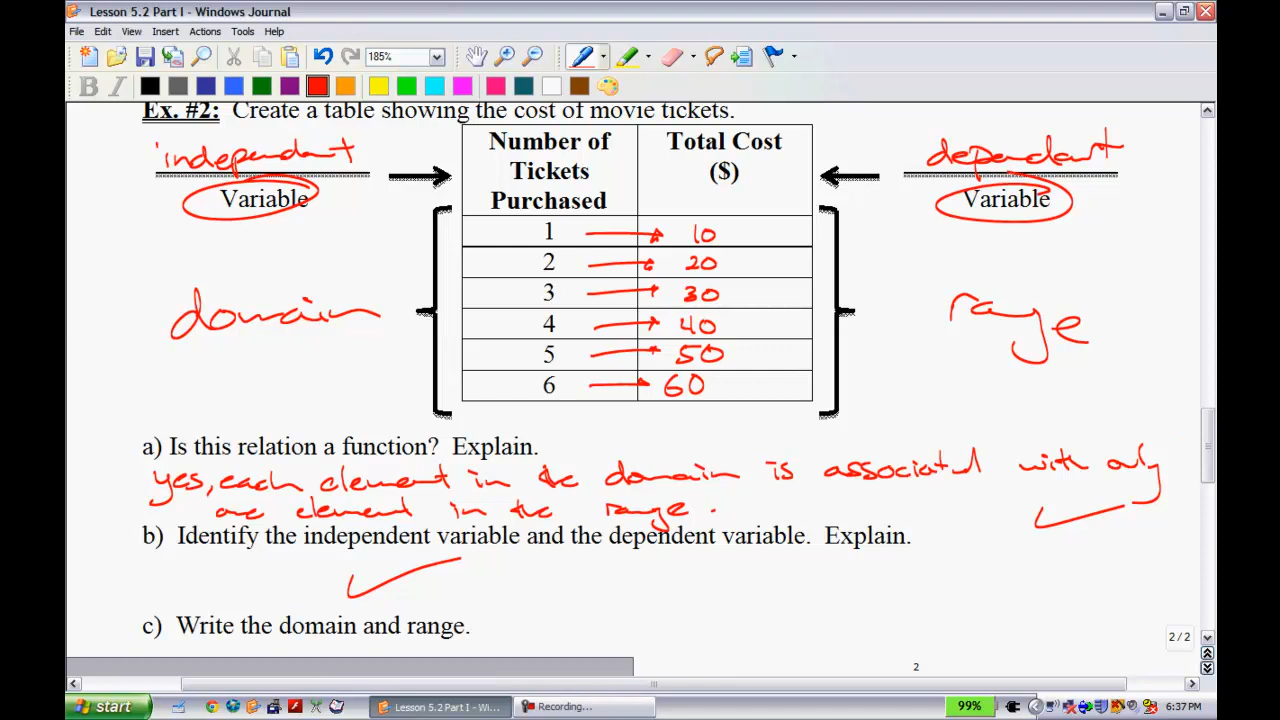 Lesson 5.2 Part I - Windows Journal
File Edit View Insert Actions Tools Help
185%
B I
Ex. #2: Create a table showing the cost of movie tickets.
independent
Variable
Number of
Tickets
Purchased
Total Cost
($)
dependent
Variable
1 10
2 20
3 30
4 40
5 50
6 60
domain
range
a) Is this relation a function? Explain.
yes, each element in the domain is associated with only
one element in the range.
b) Identify the independent variable and the dependent variable. Explain.
c) Write the domain and range.
2 / 2
2
start
Lesson 5.2 Part I - Wi...
Recording...
99%
6:37 PM